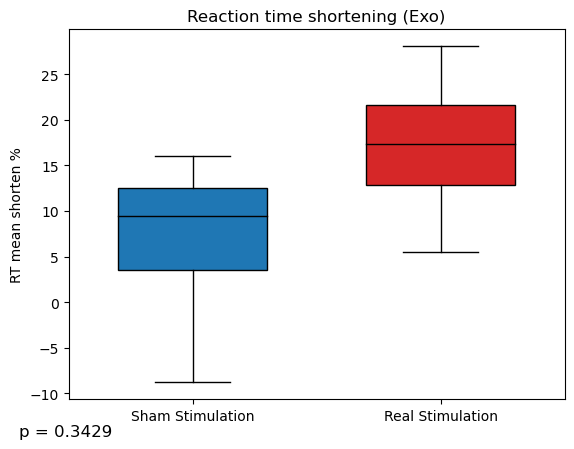 Reaction time shortening (Exo)
RT mean shorten %
25
20
15
10
5
0
−5
−10
Sham Stimulation
Real Stimulation
p = 0.3429